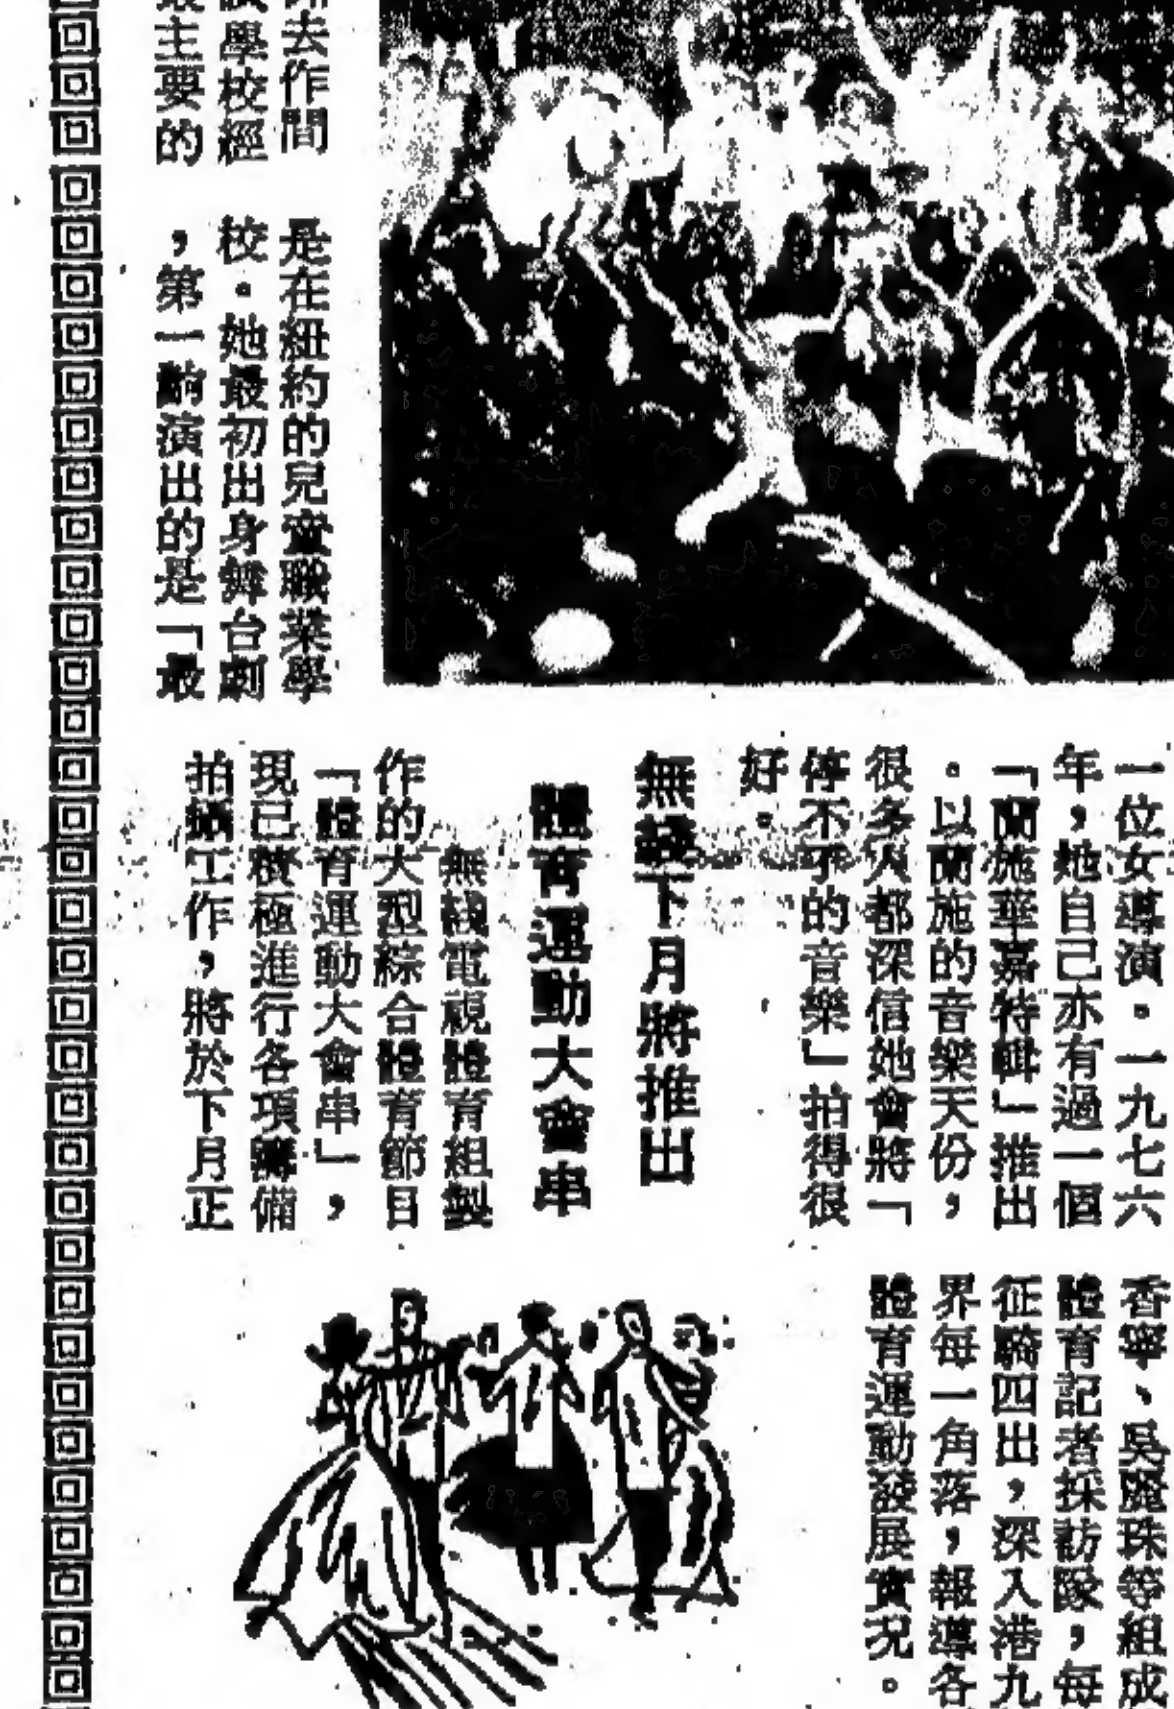 去作間
學校經
主要的
是在紐約的兒童職業學
校。她最初出身舞台劇
，第一齣演出的是「最
一位女導演。一九七六
年，她自己亦有過一個
「蘭施華嘉特輯」推出
。以蘭施的音樂天份，
很多人都深信她會將「
停不了的音樂」拍得很
好。
無綫下月將推出
體育運動大會串
無綫電視體育組製
作的大型綜合體育節目
「體育運動大會串」，
現已積極進行各項籌備
拍攝工作，將於下月正
香寧、吳麗珠等組成
體育記者採訪隊，每
征騎四出，深入港九
界每一角落，報導各
體育運動發展實況。